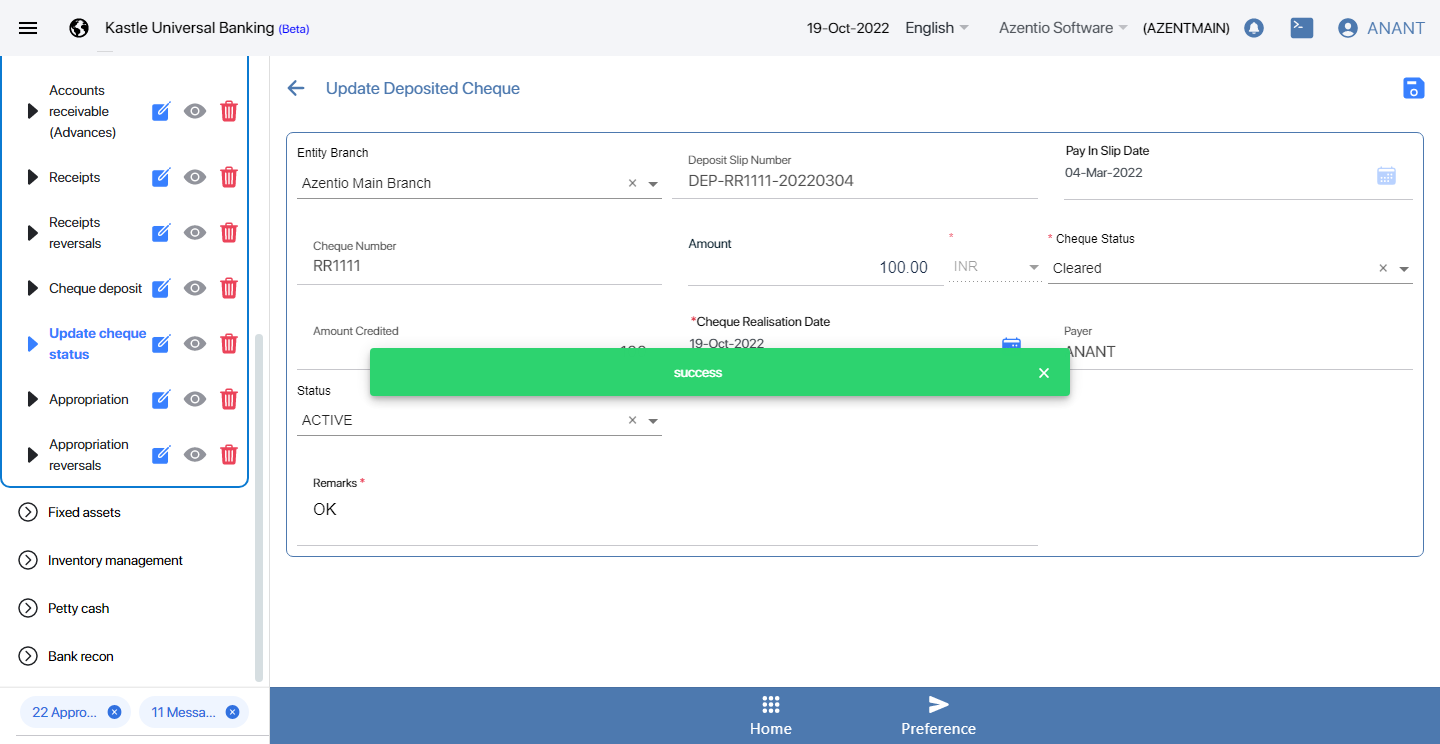 Kastle Universal Banking (Beta)
19-Oct-2022
English
Azentio Software
(AZENTMAIN)
ANANT
Accounts
receivable
(Advances)
Receipts
Receipts
reversals
Cheque deposit
Update cheque
status
Appropriation
Appropriation
reversals
Fixed assets
Inventory management
Petty cash
Bank recon
22 Appro...
11 Messa...
Update Deposited Cheque
Entity Branch
Azentio Main Branch
Deposit Slip Number
DEP-RR1111-20220304
Pay In Slip Date
04-Mar-2022
Cheque Number
RR1111
Amount
100.00
*
INR
* Cheque Status
Cleared
Amount Credited
*Cheque Realisation Date
19-Oct-2022
Payer
ANANT
success
Status
ACTIVE
Remarks *
OK
Home
Preference